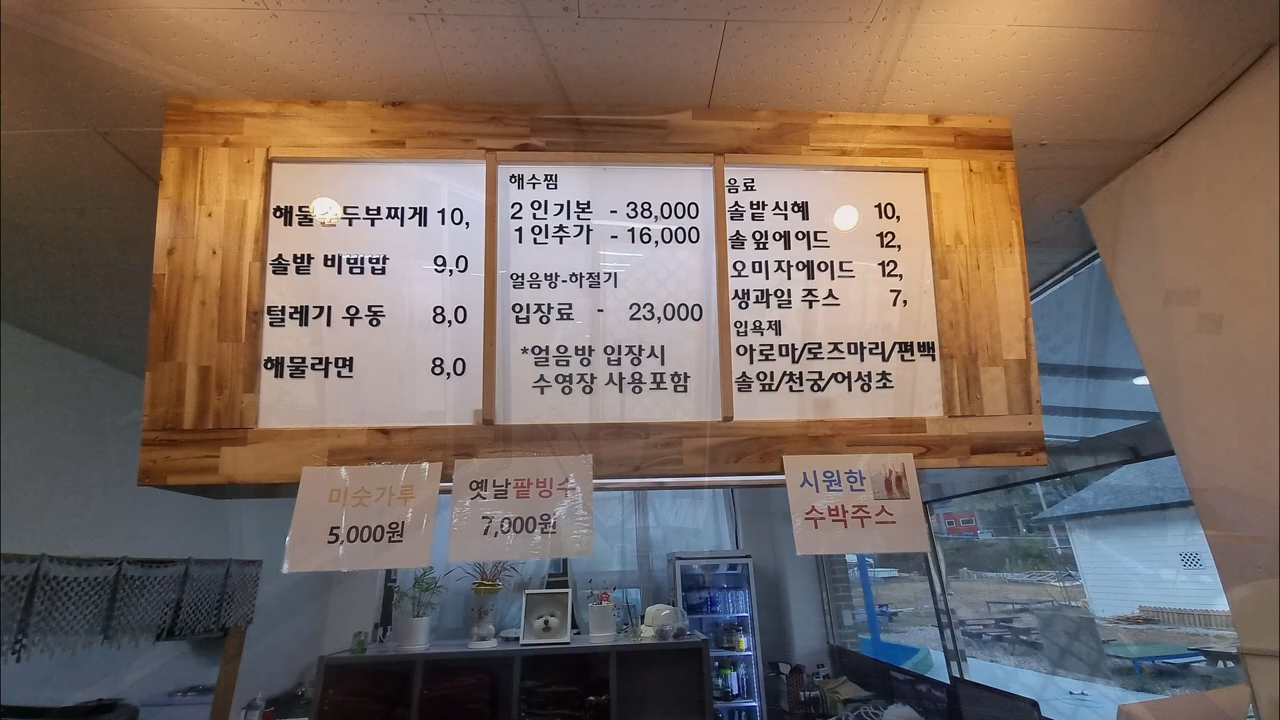 해물순두부찌게 10,
솔밭 비빔밥 9,0
털레기 우동 8,0
해물라면 8,0
해수찜
2인기본 - 38,000
1인추가 - 16,000
얼음방-하절기
입장료 - 23,000
*얼음방 입장시
수영장 사용포함
음료
솔밭식혜 10,
솔잎에이드 12,
오미자에이드 12,
생과일 주스 7,
입욕제
아로마/로즈마리/편백
솔잎/천궁/어성초
미숫가루
5,000원
옛날팥빙수
7,000원
시원한
수박주스